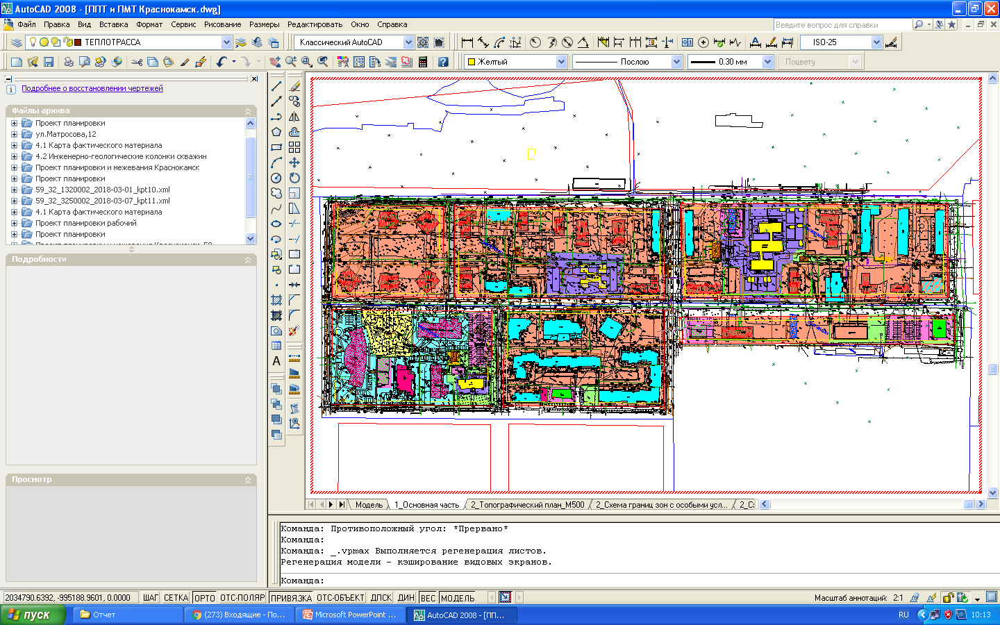 AutoCAD 2008 - [ППТ и ПМТ Краснокамск.dwg]
Файл Правка Вид Вставка Формат Сервис Рисование Размеры Редактировать Окно Справка
Введите вопрос для справки
ТЕПЛОТРАССА
Классический AutoCAD
ISO-25
Желтый
Послою
0.30 мм
Поцвету
Подробнее о восстановлении чертежей
Файлы архива
Проект планировки
ул.Матросова,12
4.1 Карта фактического материала
4.2 Инженерно-геологические колонки скважин
Проект планировки и межевания Краснокамск
Проект планировки
59_32_1320002_2018-03-01_kpt10.xml
59_32_3250002_2018-03-07_kpt11.xml
4.1 Карта фактического материала
Проект планировки рабочий
Проект планировки
Подробности
Просмотр
A
Модель 1_Основная часть 2_Топографический план_М500 2_Схема границ зон с особыми усл... 2_С
Команда: Противоположный угол: *Прервано*
Команда:
Команда: _.vpmax Выполняется регенерация листов.
Регенерация модели - кэширование видовых экранов.
Команда:
2034790.6392, -995188.9601, 0.0000 ШАГ СЕТКА ОРТО ОТС-ПОЛЯР ПРИВЯЗКА ОТС-ОБЪЕКТ ДПСК ДИН ВЕС МОДЕЛЬ
Масштаб аннотаций: 2:1
пуск
Отчет
(273) Входящие - По...
Microsoft PowerPoint ...
AutoCAD 2008 - [ПП...
RU
10:13